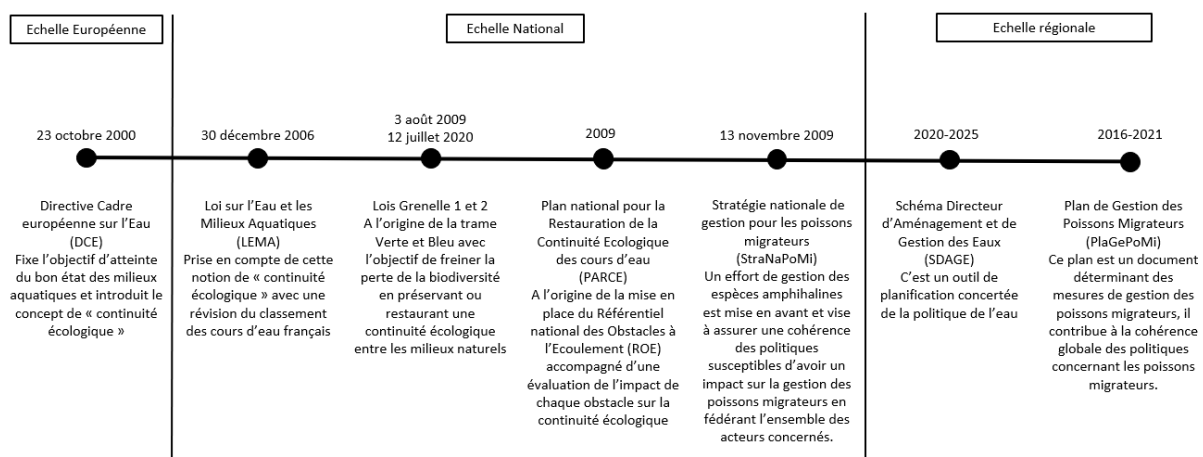 Echelle Européenne
Echelle National
Echelle régionale
23 octobre 2000
Directive Cadre
européenne sur l'Eau
(DCE)
Fixe l'objectif d'atteinte
du bon état des milieux
aquatiques et introduit le
concept de « continuité
écologique »
30 décembre 2006
Loi sur l'Eau et les
Milieux Aquatiques
(LEMA)
Prise en compte de cette
notion de « continuité
écologique » avec une
révision du classement
des cours d'eau français
3 août 2009
12 juillet 2020
Lois Grenelle 1 et 2
A l'origine de la trame
Verte et Bleu avec
l'objectif de freiner la
perte de la biodiversité
en préservant ou
restaurant une
continuité écologique
entre les milieux naturels
2009
Plan national pour la
Restauration de la
Continuité Ecologique
des cours d'eau
(PARCE)
A l'origine de la mise en
place du Référentiel
national des Obstacles à
l'Ecoulement (ROE)
accompagné d'une
évaluation de l'impact de
chaque obstacle sur la
continuité écologique
13 novembre 2009
Stratégie nationale de
gestion pour les poissons
migrateurs
(StraNaPoMi)
Un effort de gestion des
espèces amphihalines
est mise en avant et vise
à assurer une cohérence
des politiques
susceptibles d'avoir un
impact sur la gestion des
poissons migrateurs en
fédérant l'ensemble des
acteurs concernés.
2020-2025
Schéma Directeur
d'Aménagement et de
Gestion des Eaux
(SDAGE)
C'est un outil de
planification concertée
de la politique de l'eau
2016-2021
Plan de Gestion des
Poissons Migrateurs
(PlaGePoMi)
Ce plan est un document
déterminant des
mesures de gestion des
poissons migrateurs, il
contribue à la cohérence
globale des politiques
concernant les poissons
migrateurs.